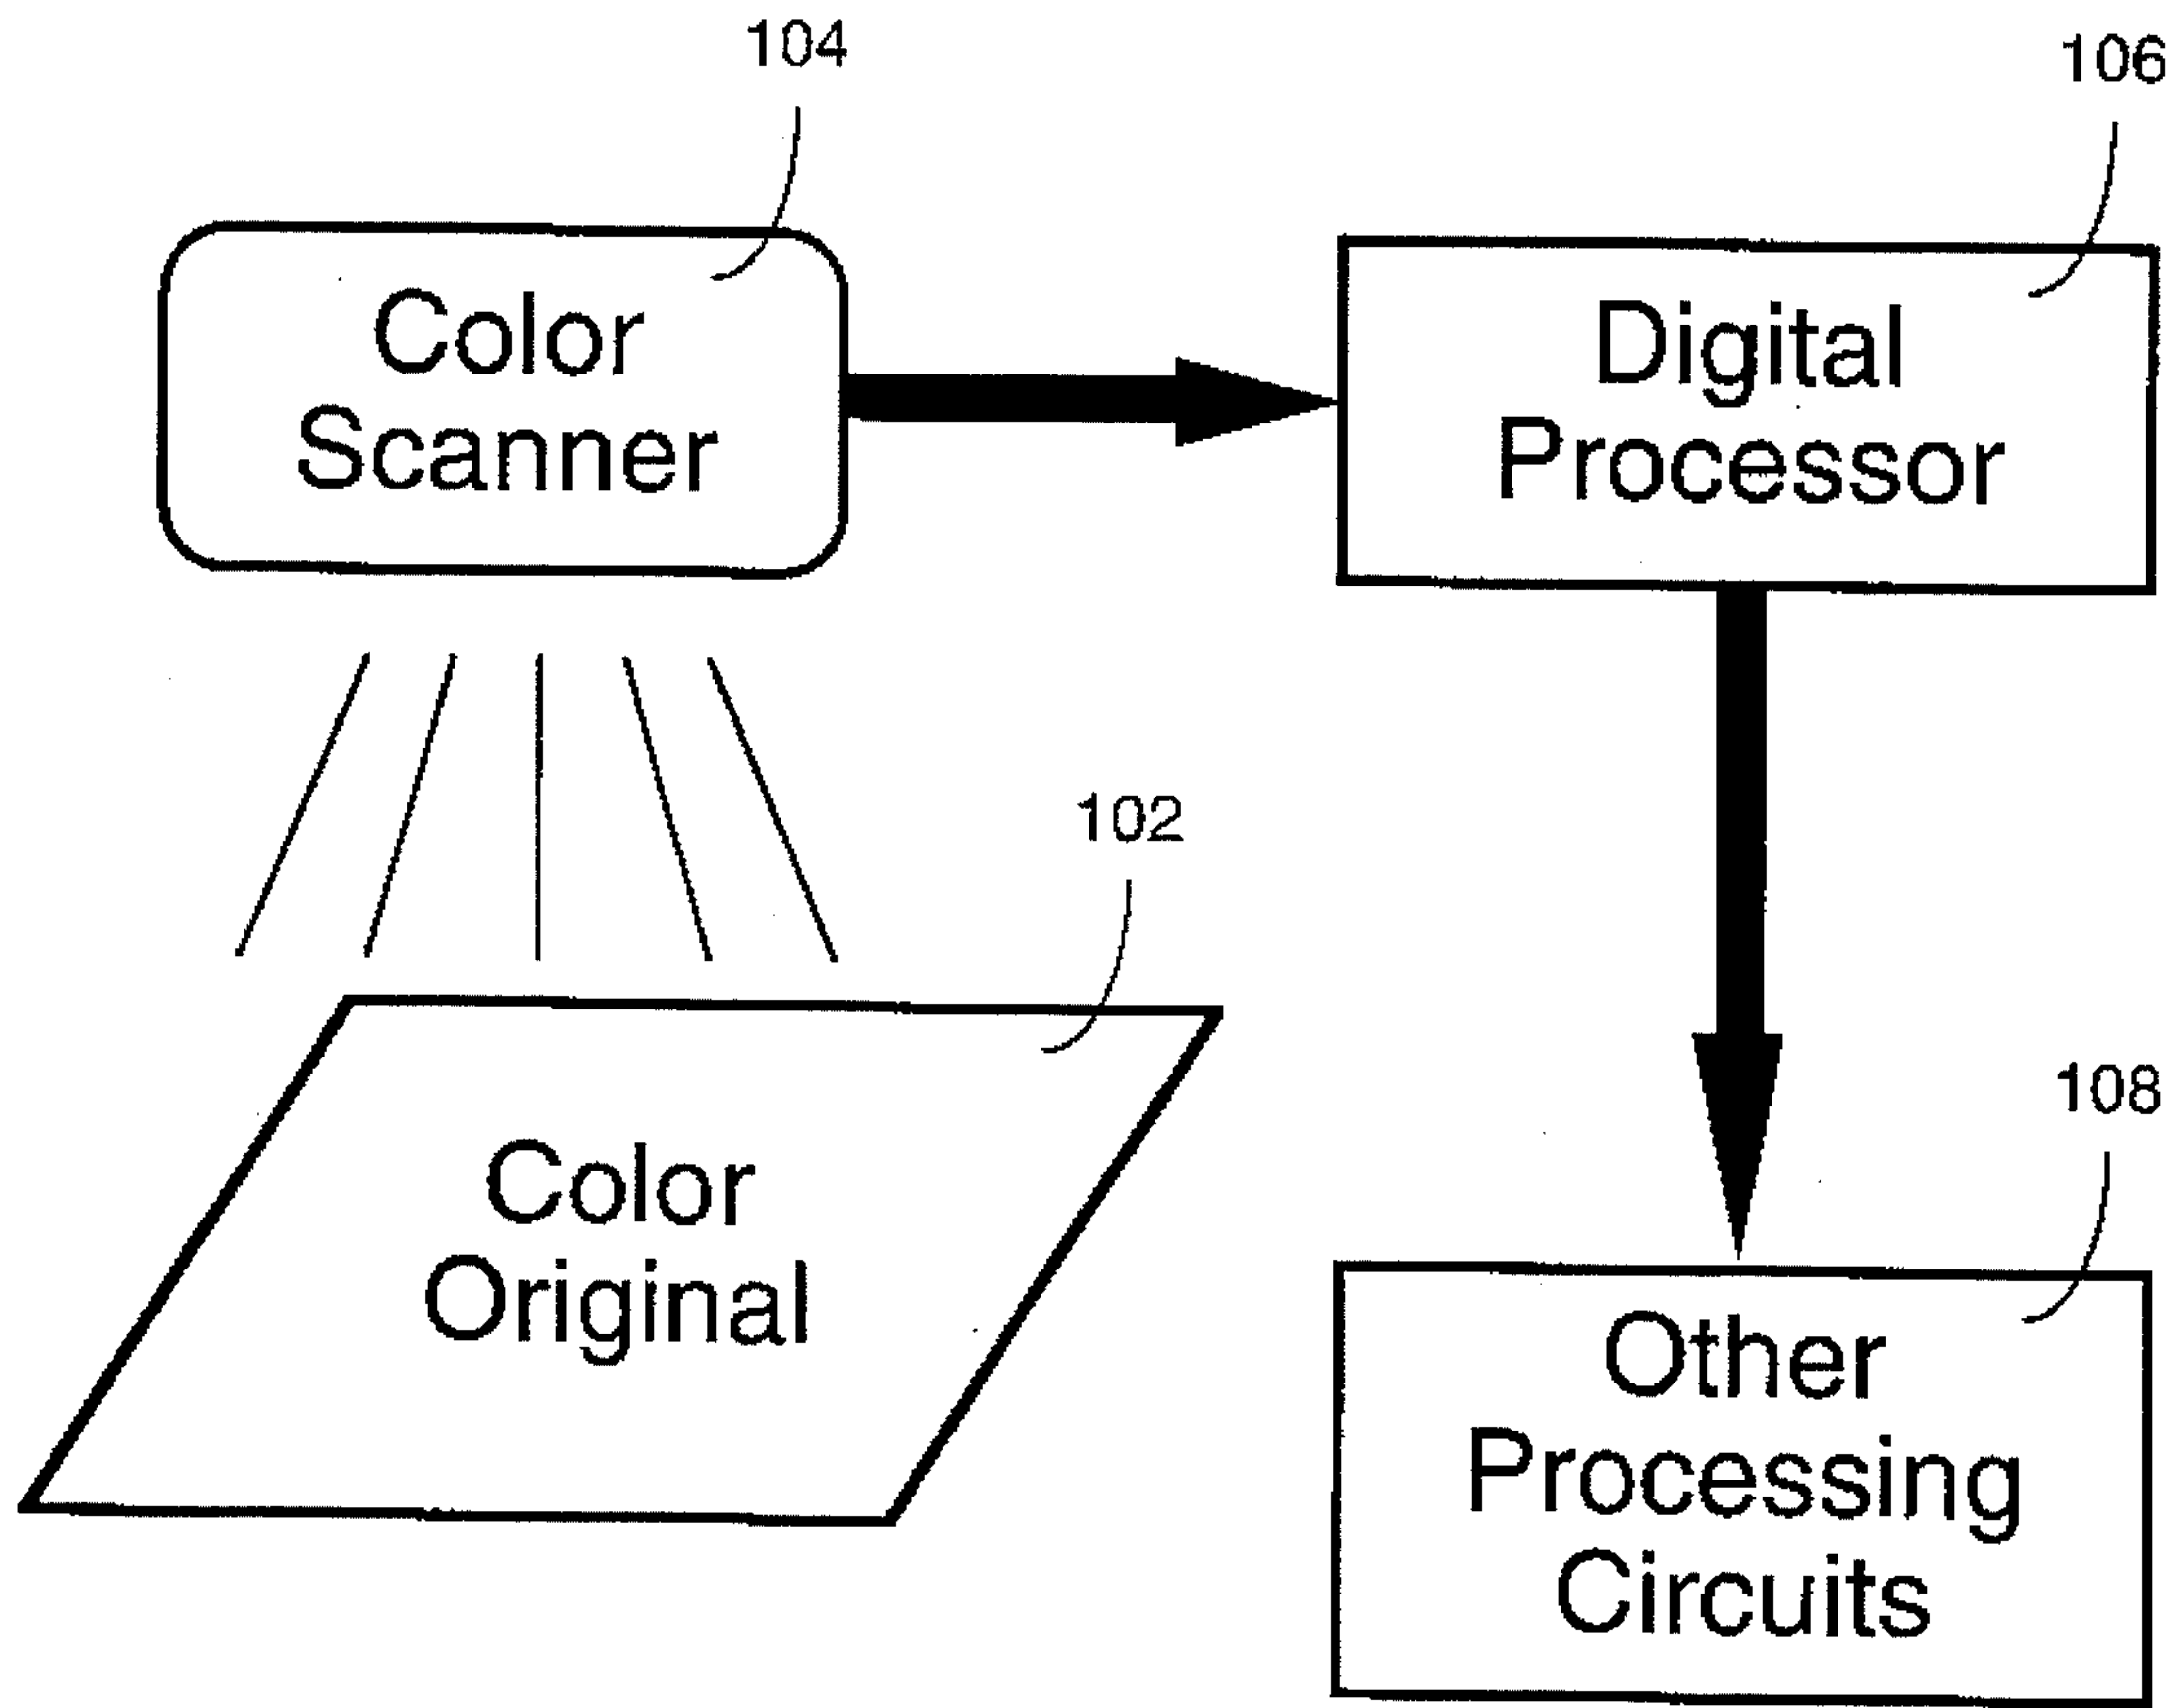 104
106
Color
Scanner
Digital
Processor
102
Color
Original
108
Other
Processing
Circuits